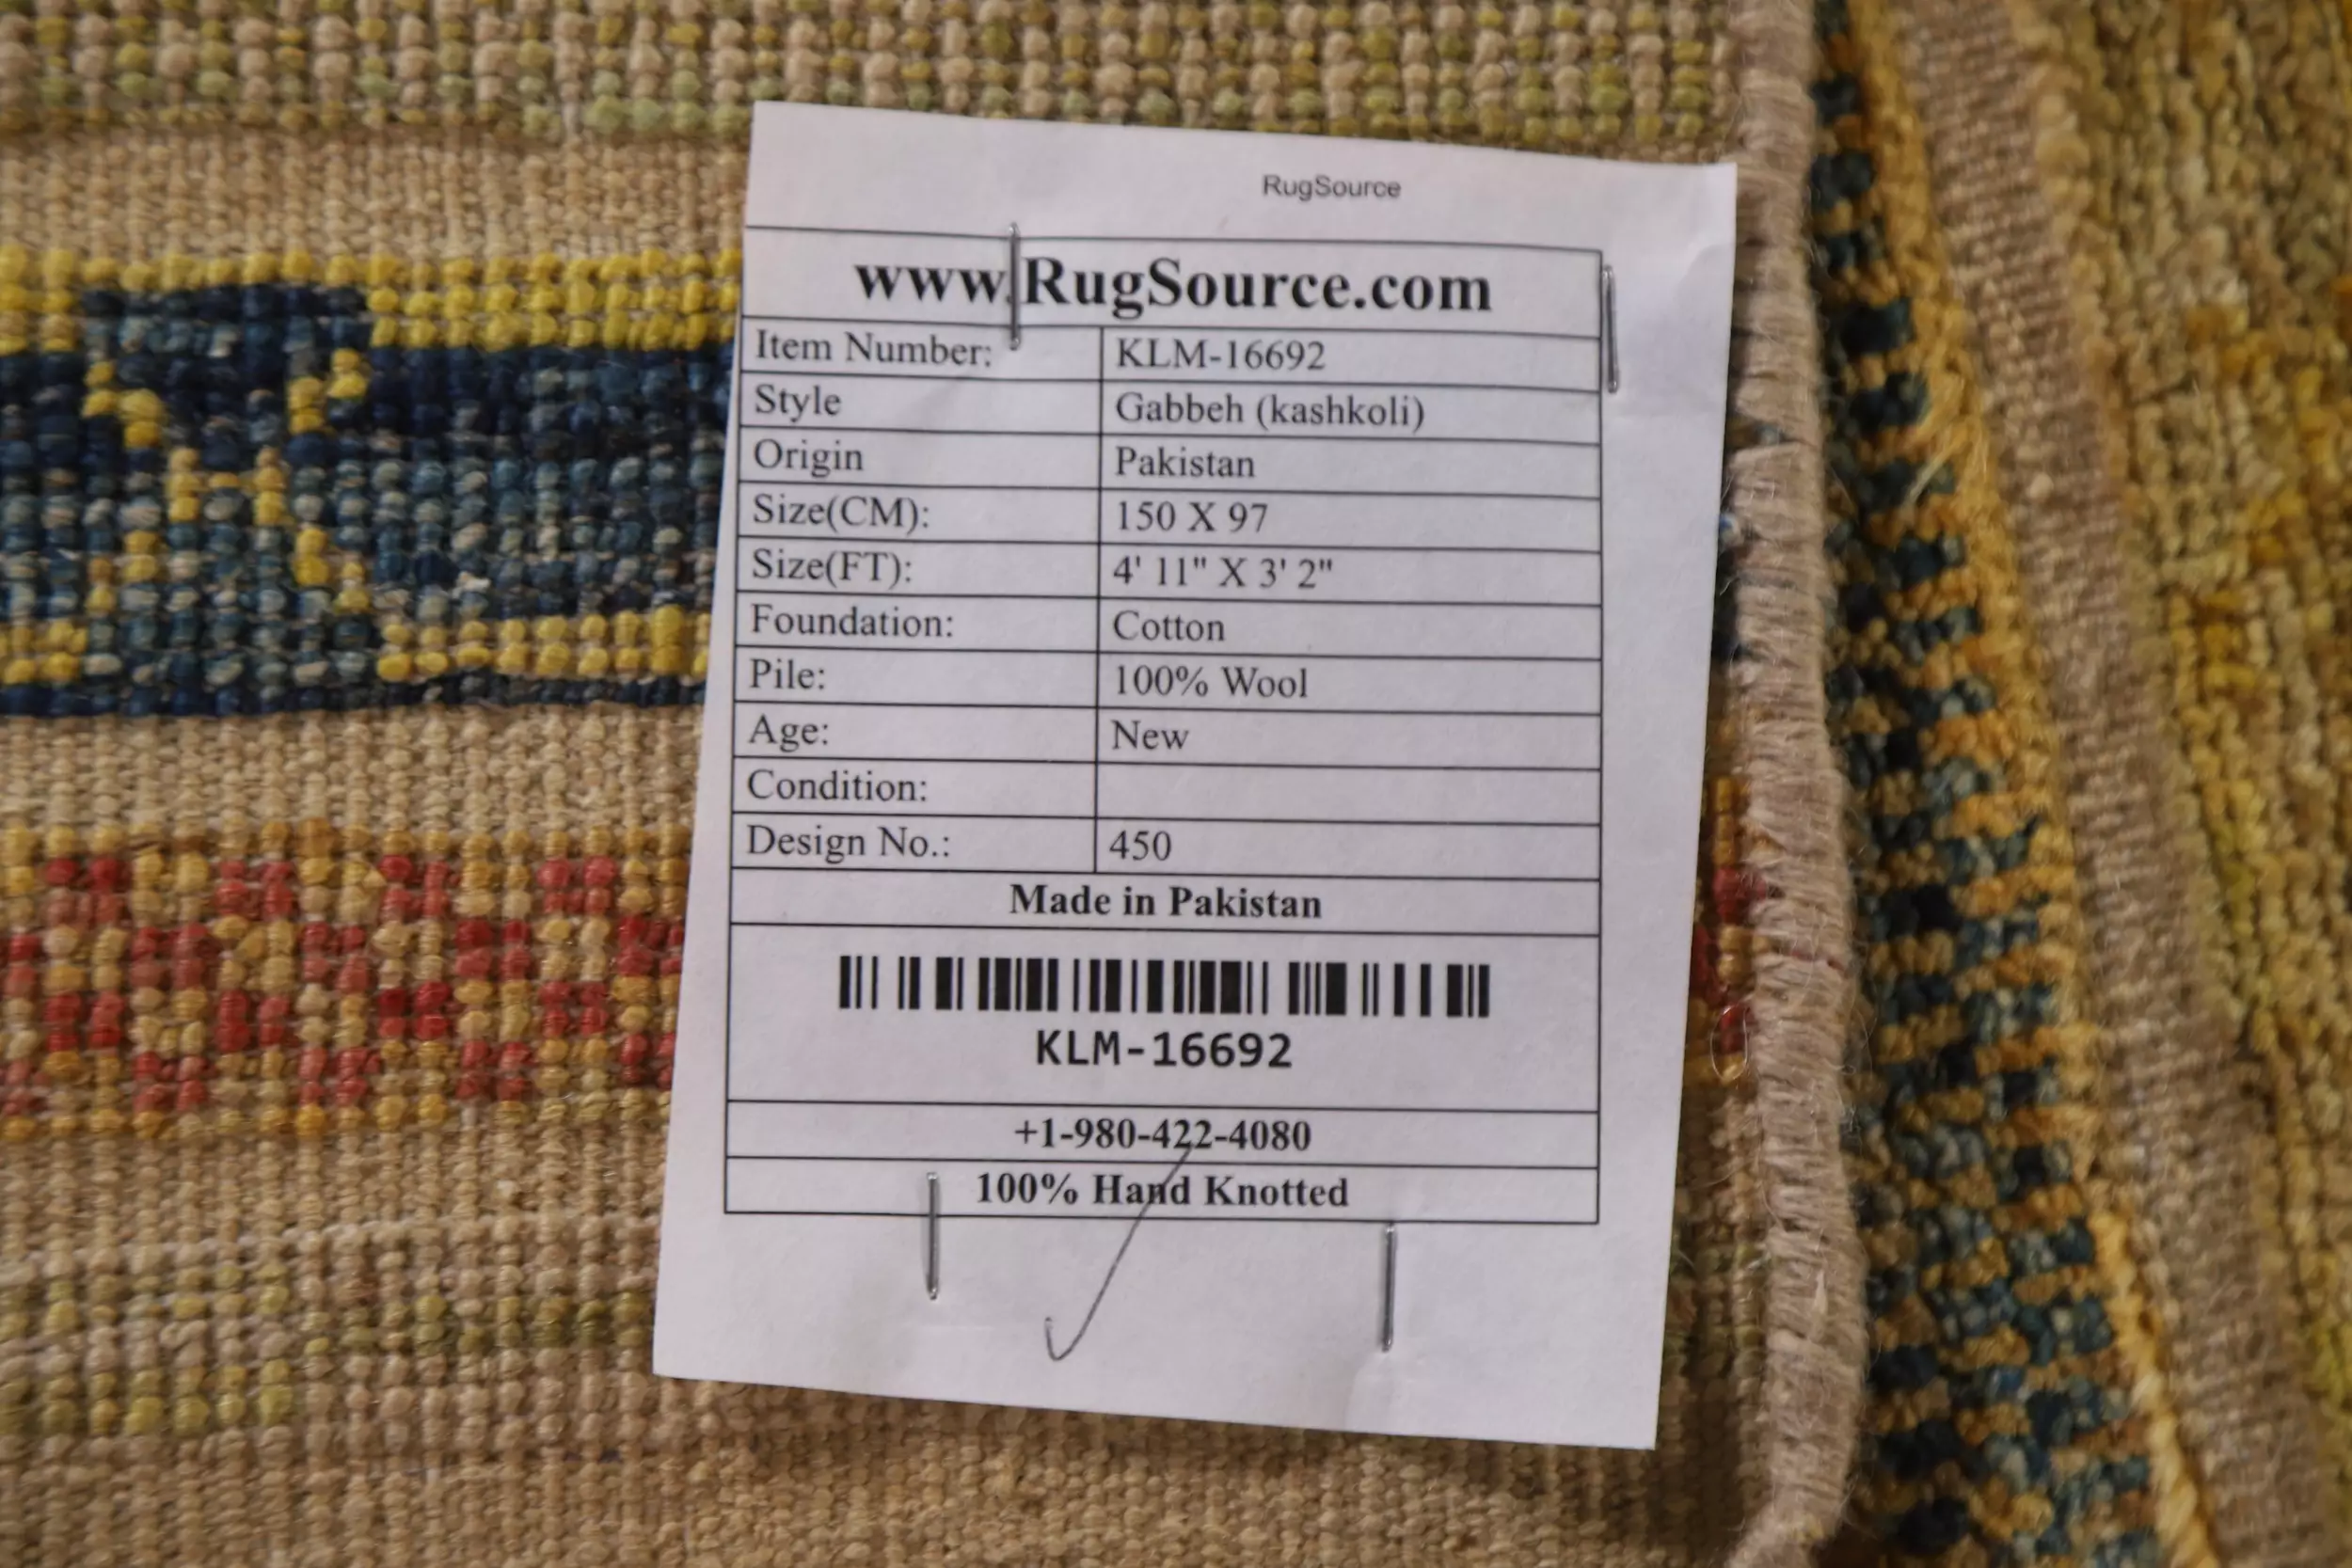 RugSource
www.RugSource.com
Item Number: KLM-16692
Style Gabbeh (kashkoli)
Origin Pakistan
Size(CM): 150 X 97
Size(FT): 4' 11" X 3' 2"
Foundation: Cotton
Pile: 100% Wool
Age: New
Condition:
Design No.: 450
Made in Pakistan
KLM-16692
+1-980-422-4080
100% Hand Knotted